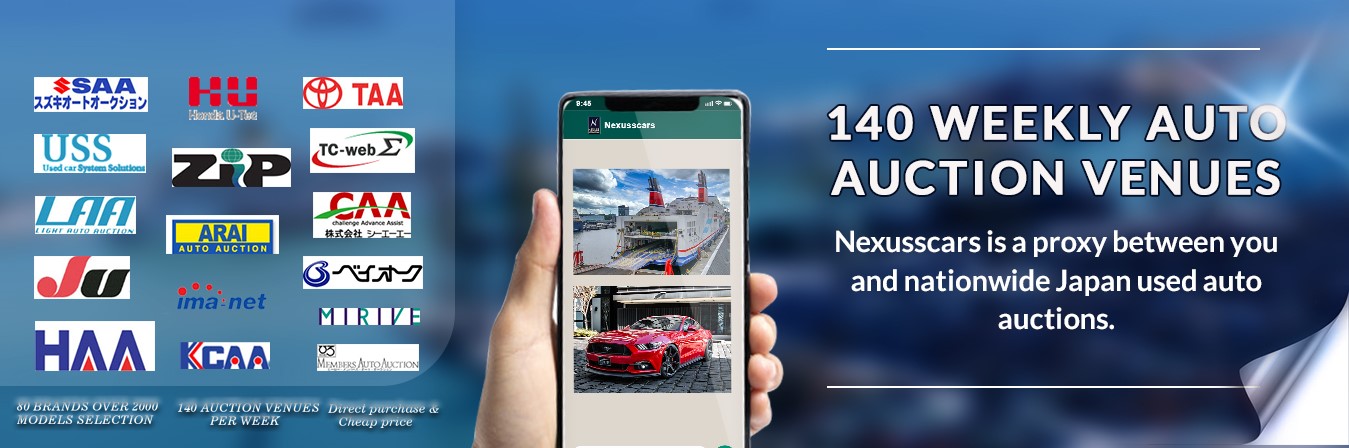 SAA
スズキオートオークション
HU
Honda U-Tec
TAA
USS
Used car System Solutions
ZiP
TC-web Σ
LAA
LIGHT AUTO AUCTION
ARAI
AUTO AUCTION
CAA
challenge Advance Assist
株式会社 シーエーエー
JU
ima-net
ベイオーク
MIRIVE
HAA
KCAA
MEMBERS AUTO AUCTION
80 BRANDS OVER 2000
MODELS SELECTION
140 AUCTION VENUES
PER WEEK
Direct purchase &
Cheap price
9:45
Nexusscars
140 WEEKLY AUTO
AUCTION VENUES
Nexusscars is a proxy between you
and nationwide Japan used auto
auctions.